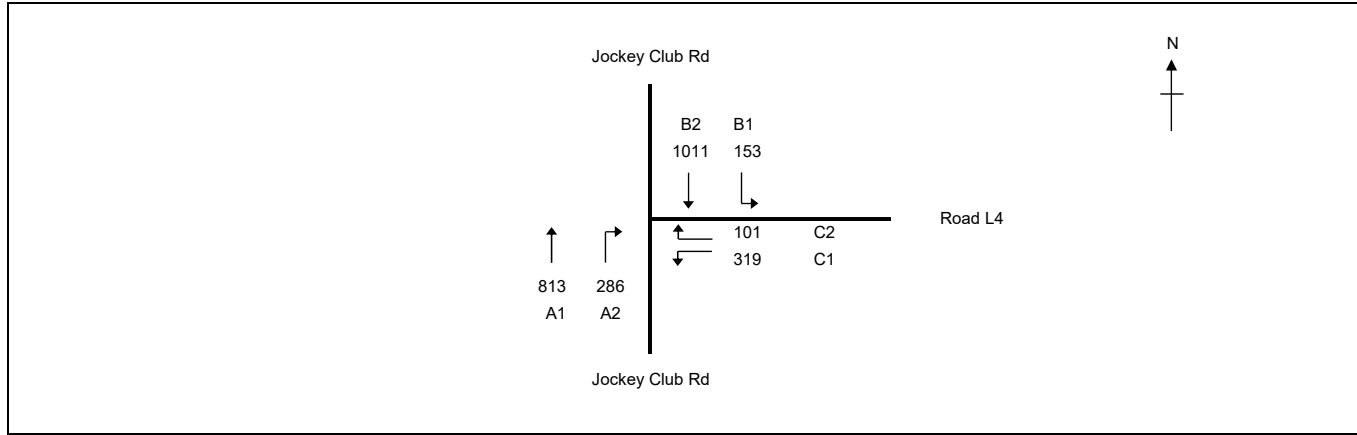 N
Jockey Club Rd
B2 B1
1011 153
Road L4
101 C2
319 C1
813 286
A1 A2
Jockey Club Rd